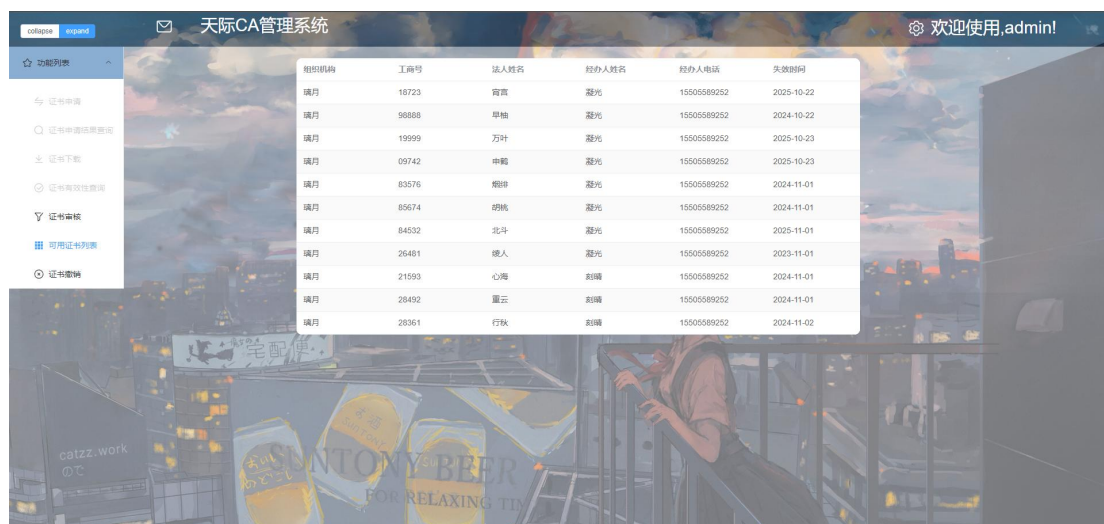 collapse expand
天际CA管理系统
欢迎使用,admin!
功能列表
证书申请
证书申请结果查询
证书下载
证书有效性查询
证书审核
可用证书列表
证书撤销
组织机构 工商号 法人姓名 经办人姓名 经办人电话 失效时间
璃月 18723 宵宫 凝光 15505589252 2025-10-22
璃月 98888 早柚 凝光 15505589252 2024-10-22
璃月 19999 万叶 凝光 15505589252 2025-10-23
璃月 09742 申鹤 凝光 15505589252 2025-10-23
璃月 83576 烟绯 凝光 15505589252 2024-11-01
璃月 85674 胡桃 凝光 15505589252 2024-11-01
璃月 84532 北斗 凝光 15505589252 2025-11-01
璃月 26481 绫人 凝光 15505589252 2023-11-01
璃月 21593 心海 刻晴 15505589252 2024-11-01
璃月 28492 重云 刻晴 15505589252 2024-11-01
璃月 28361 行秋 刻晴 15505589252 2024-11-02
宅配便
catzz.work
SUNTONY BEER
FOR RELAXING TIM